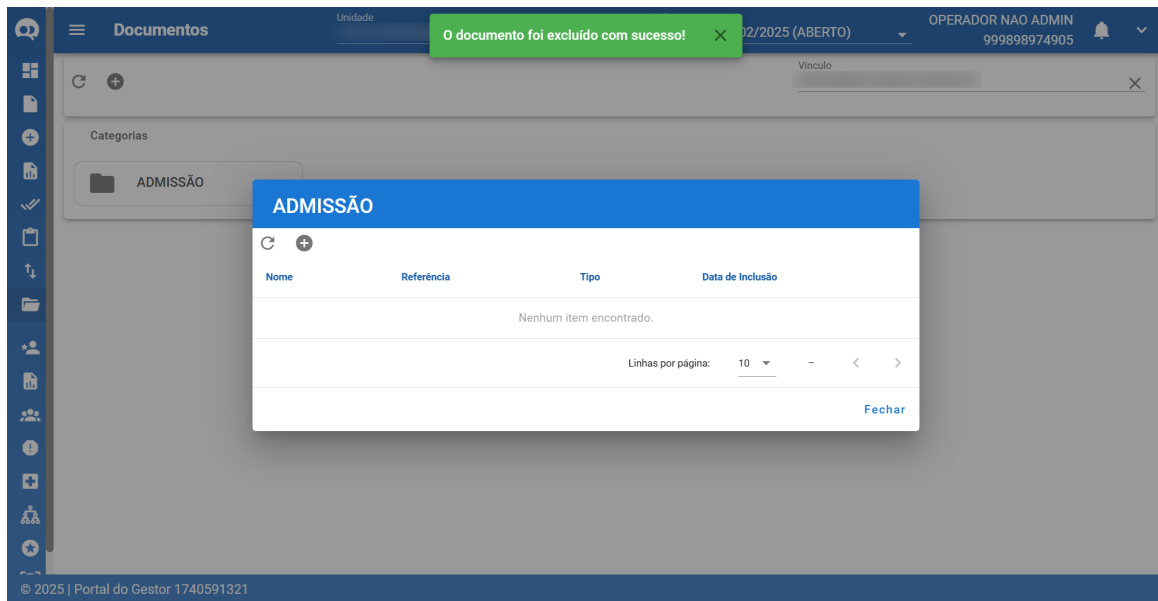 Documentos
Unidade
O documento foi excluído com sucesso!
02/2025 (ABERTO)
OPERADOR NAO ADMIN
999898974905
Vínculo
Categorias
ADMISSÃO
ADMISSÃO
Nome Referência Tipo Data de Inclusão
Nenhum item encontrado.
Linhas por página: 10 –
Fechar
© 2025 | Portal do Gestor 1740591321